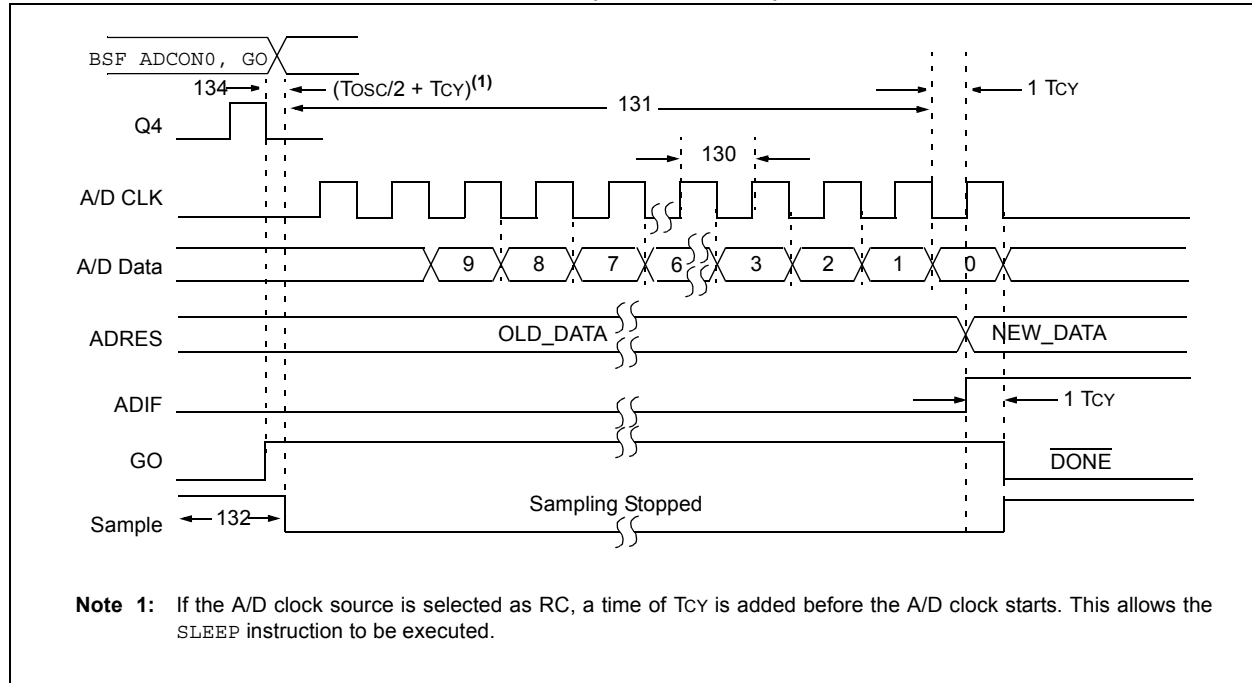 BSF ADCON0, GO
134
(TOSC/2 + TCY)(1)
131
1 TCY
Q4
130
A/D CLK
A/D Data
9 8 7 6 3 2 1 0
ADRES
OLD_DATA
NEW_DATA
ADIF
1 TCY
GO
DONE
Sampling Stopped
Sample
132
Note 1: If the A/D clock source is selected as RC, a time of TCY is added before the A/D clock starts. This allows the
SLEEP instruction to be executed.